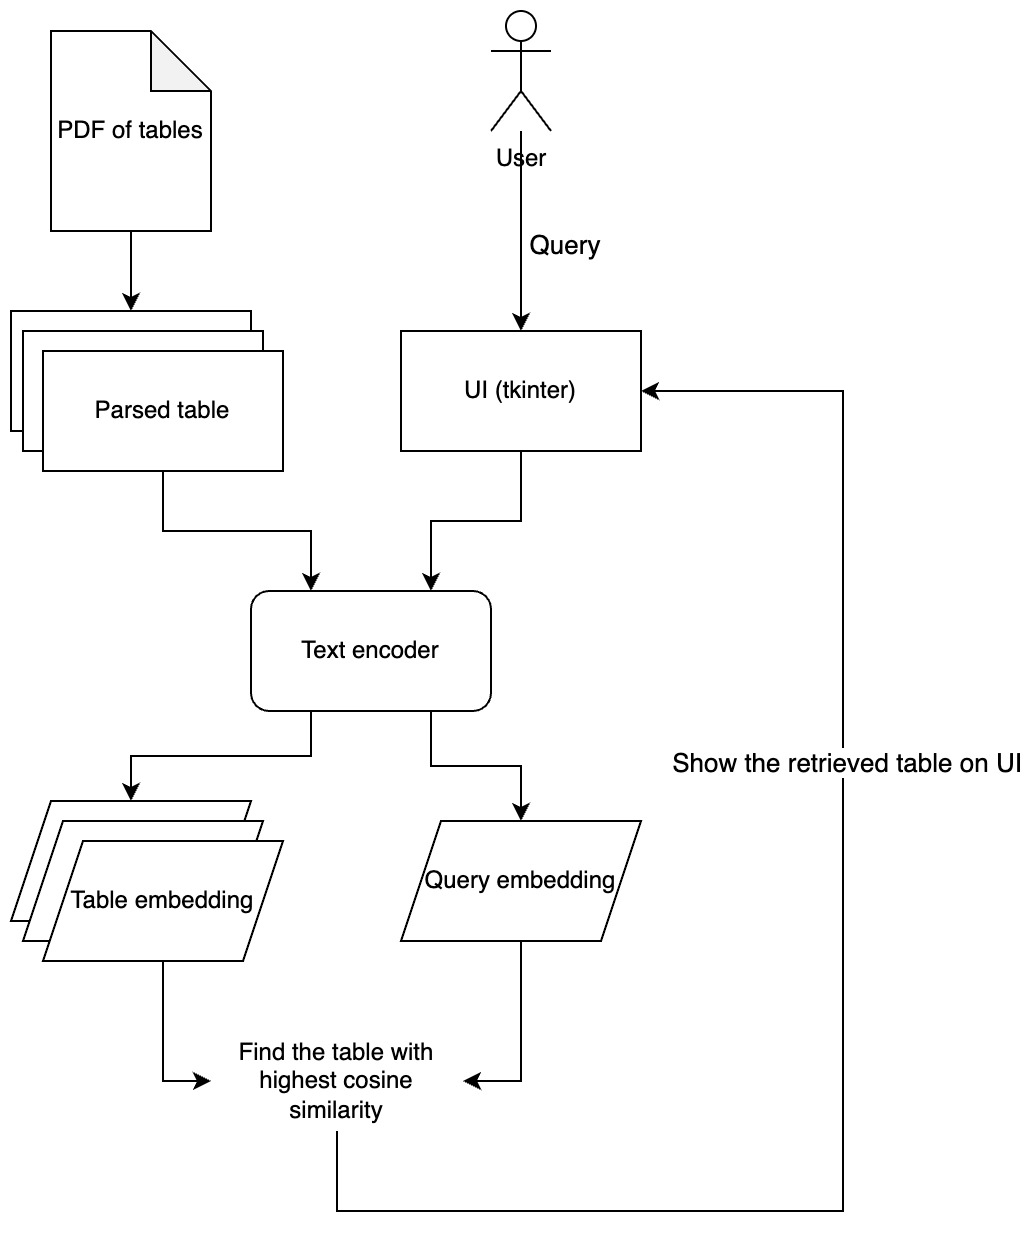 PDF of tables
User
Query
Parsed table
UI (tkinter)
Text encoder
Show the retrieved table on UI
Table embedding
Query embedding
Find the table with
highest cosine
similarity